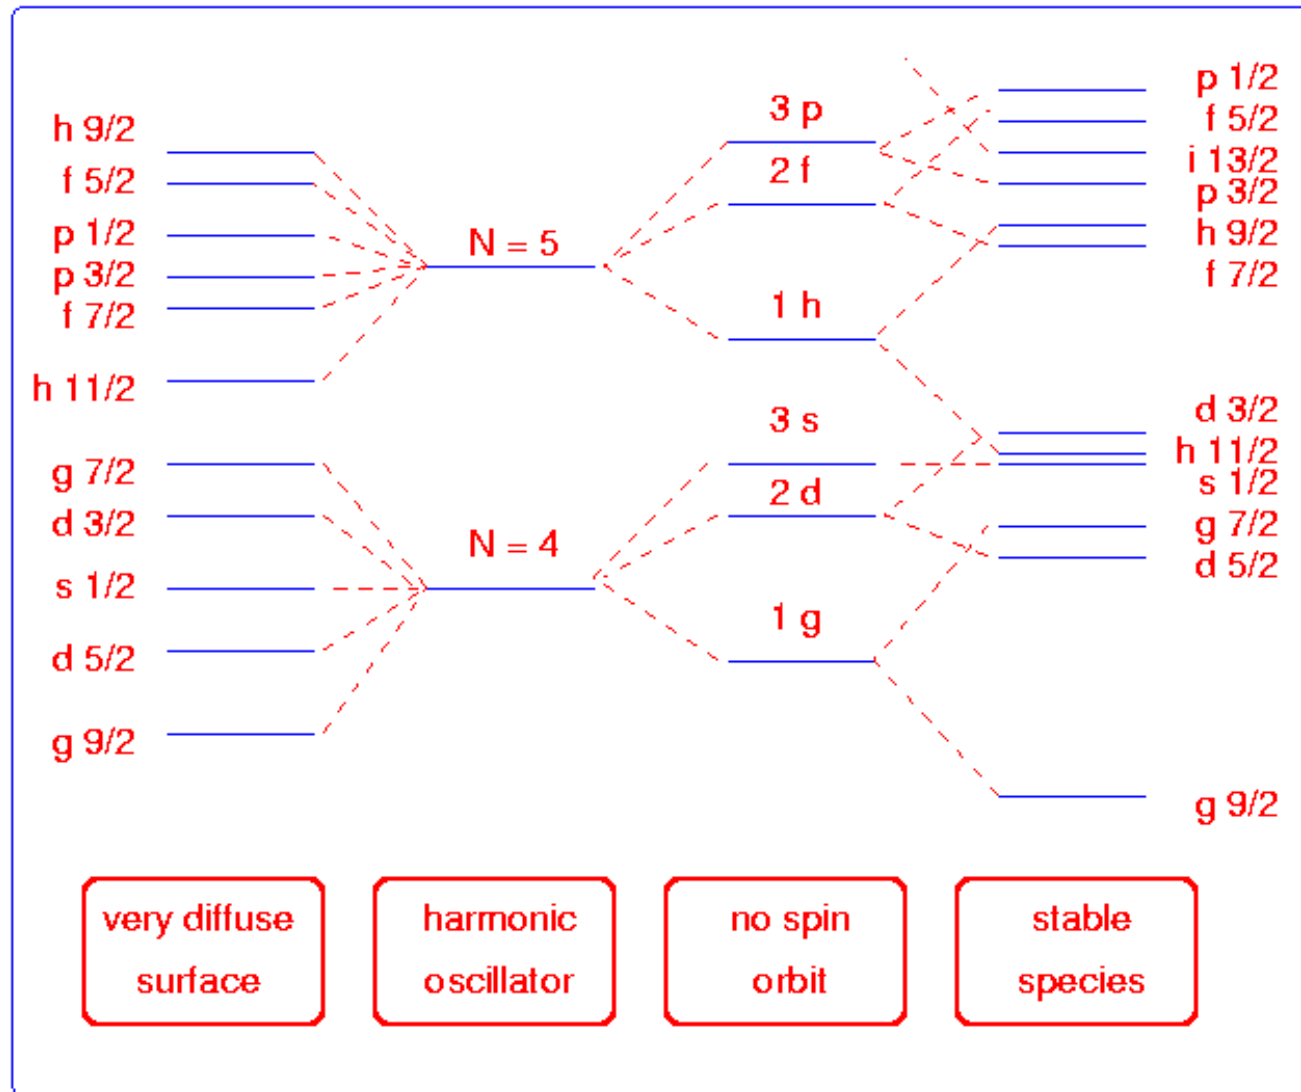 h 9/2
f 5/2
p 1/2
p 3/2
f 7/2
h 11/2
g 7/2
d 3/2
s 1/2
d 5/2
g 9/2
N = 5
N = 4
3 p
2 f
1 h
3 s
2 d
1 g
p 1/2
f 5/2
i 13/2
p 3/2
h 9/2
f 7/2
d 3/2
h 11/2
s 1/2
g 7/2
d 5/2
g 9/2
very diffuse
surface
harmonic
oscillator
no spin
orbit
stable
species